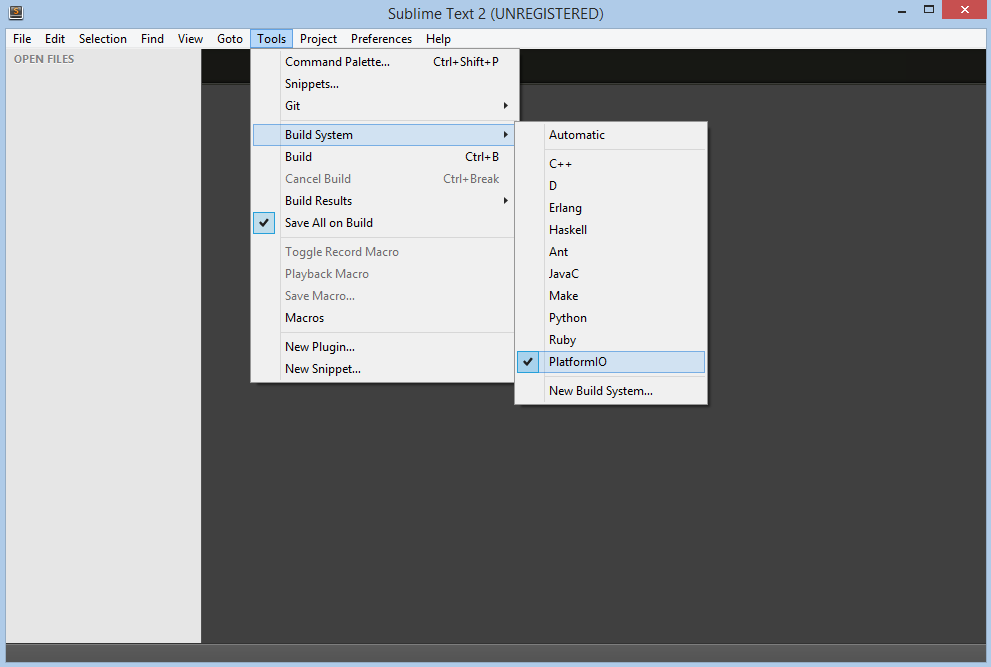 Sublime Text 2 (UNREGISTERED)
File Edit Selection Find View Goto Tools Project Preferences Help
OPEN FILES
Command Palette... Ctrl+Shift+P
Snippets...
Git
Build System
Build Ctrl+B
Cancel Build Ctrl+Break
Build Results
Save All on Build
Toggle Record Macro
Playback Macro
Save Macro...
Macros
New Plugin...
New Snippet...
Automatic
C++
D
Erlang
Haskell
Ant
JavaC
Make
Python
Ruby
PlatformIO
New Build System...